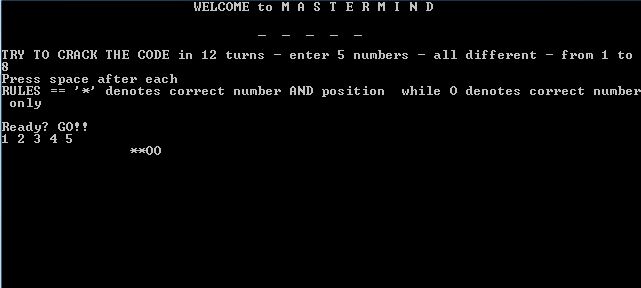 WELCOME to M A S T E R M I N D
_ _ _ _ _
TRY TO CRACK THE CODE in 12 turns - enter 5 numbers - all different - from 1 to
8
Press space after each
RULES == '*' denotes correct number AND position  while O denotes correct number
only
Ready? GO!!
1 2 3 4 5
**OO